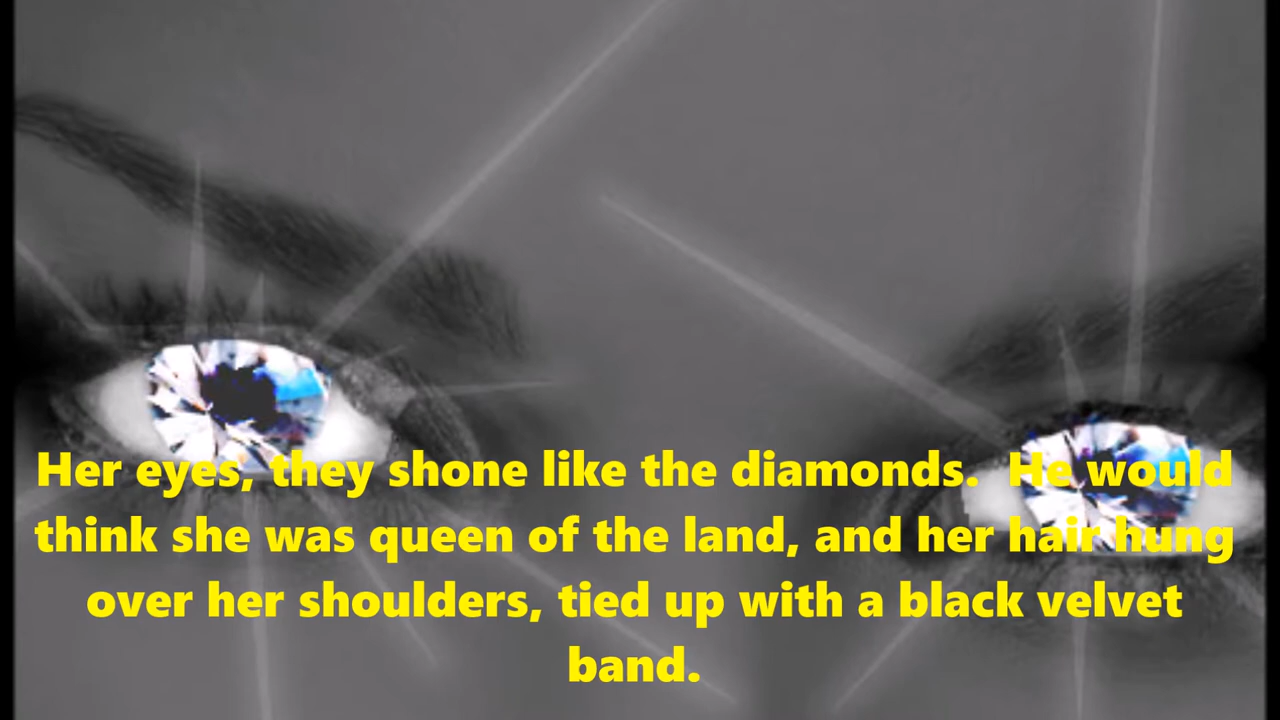 Her eyes, they shone like the diamonds.  He would
think she was queen of the land, and her hair hung
over her shoulders, tied up with a black velvet
band.